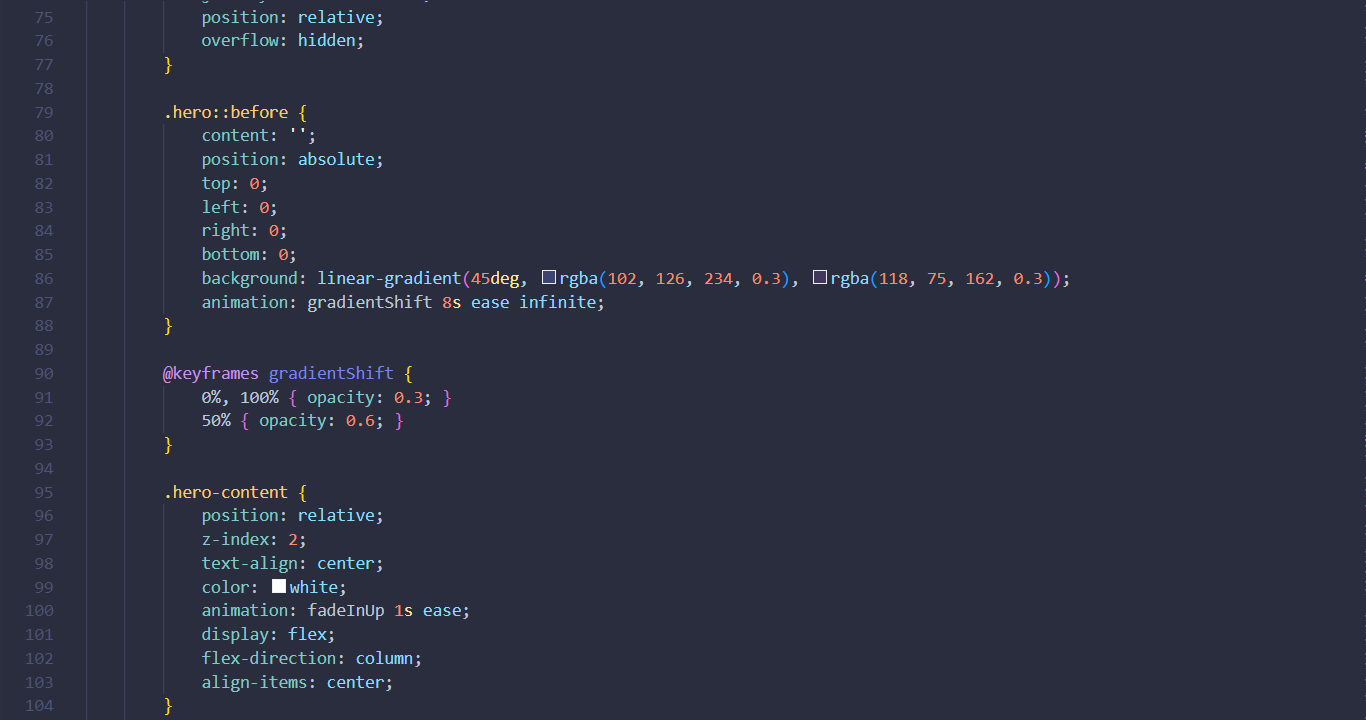 75 position: relative;
76 overflow: hidden;
77 }
78
79 .hero::before {
80 content: '';
81 position: absolute;
82 top: 0;
83 left: 0;
84 right: 0;
85 bottom: 0;
86 background: linear-gradient(45deg, rgba(102, 126, 234, 0.3), rgba(118, 75, 162, 0.3));
87 animation: gradientShift 8s ease infinite;
88 }
89
90 @keyframes gradientShift {
91 0%, 100% { opacity: 0.3; }
92 50% { opacity: 0.6; }
93 }
94
95 .hero-content {
96 position: relative;
97 z-index: 2;
98 text-align: center;
99 color: white;
100 animation: fadeInUp 1s ease;
101 display: flex;
102 flex-direction: column;
103 align-items: center;
104 }